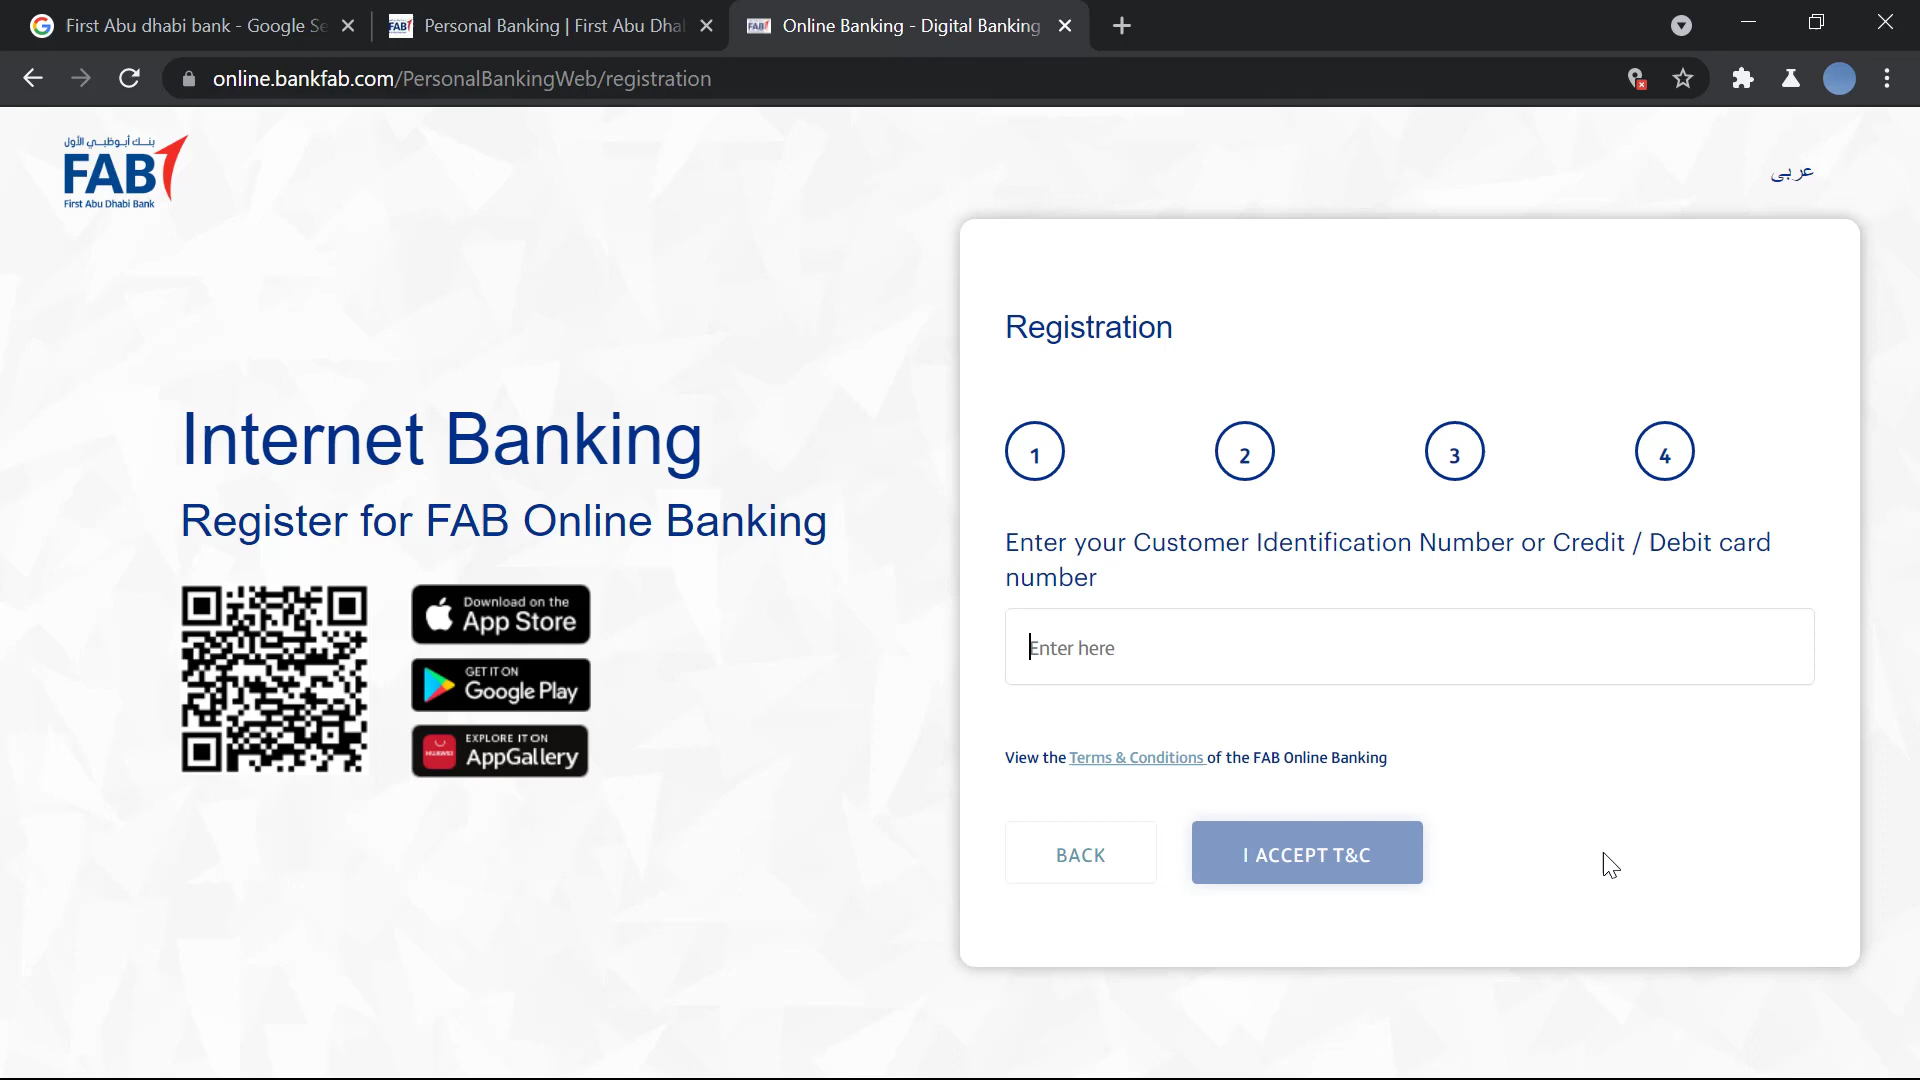 First Abu dhabi bank - Google Se
Personal Banking | First Abu Dha
Online Banking - Digital Banking
online.bankfab.com/PersonalBankingWeb/registration
بنك أبوظبي الأول
FAB
First Abu Dhabi Bank
عربى
Registration
1 2 3 4
Internet Banking
Register for FAB Online Banking
Enter your Customer Identification Number or Credit / Debit card
number
Enter here
Download on the
App Store
GET IT ON
Google Play
HUAWEI
EXPLORE IT ON
AppGallery
View the Terms & Conditions of the FAB Online Banking
BACK
I ACCEPT T&C